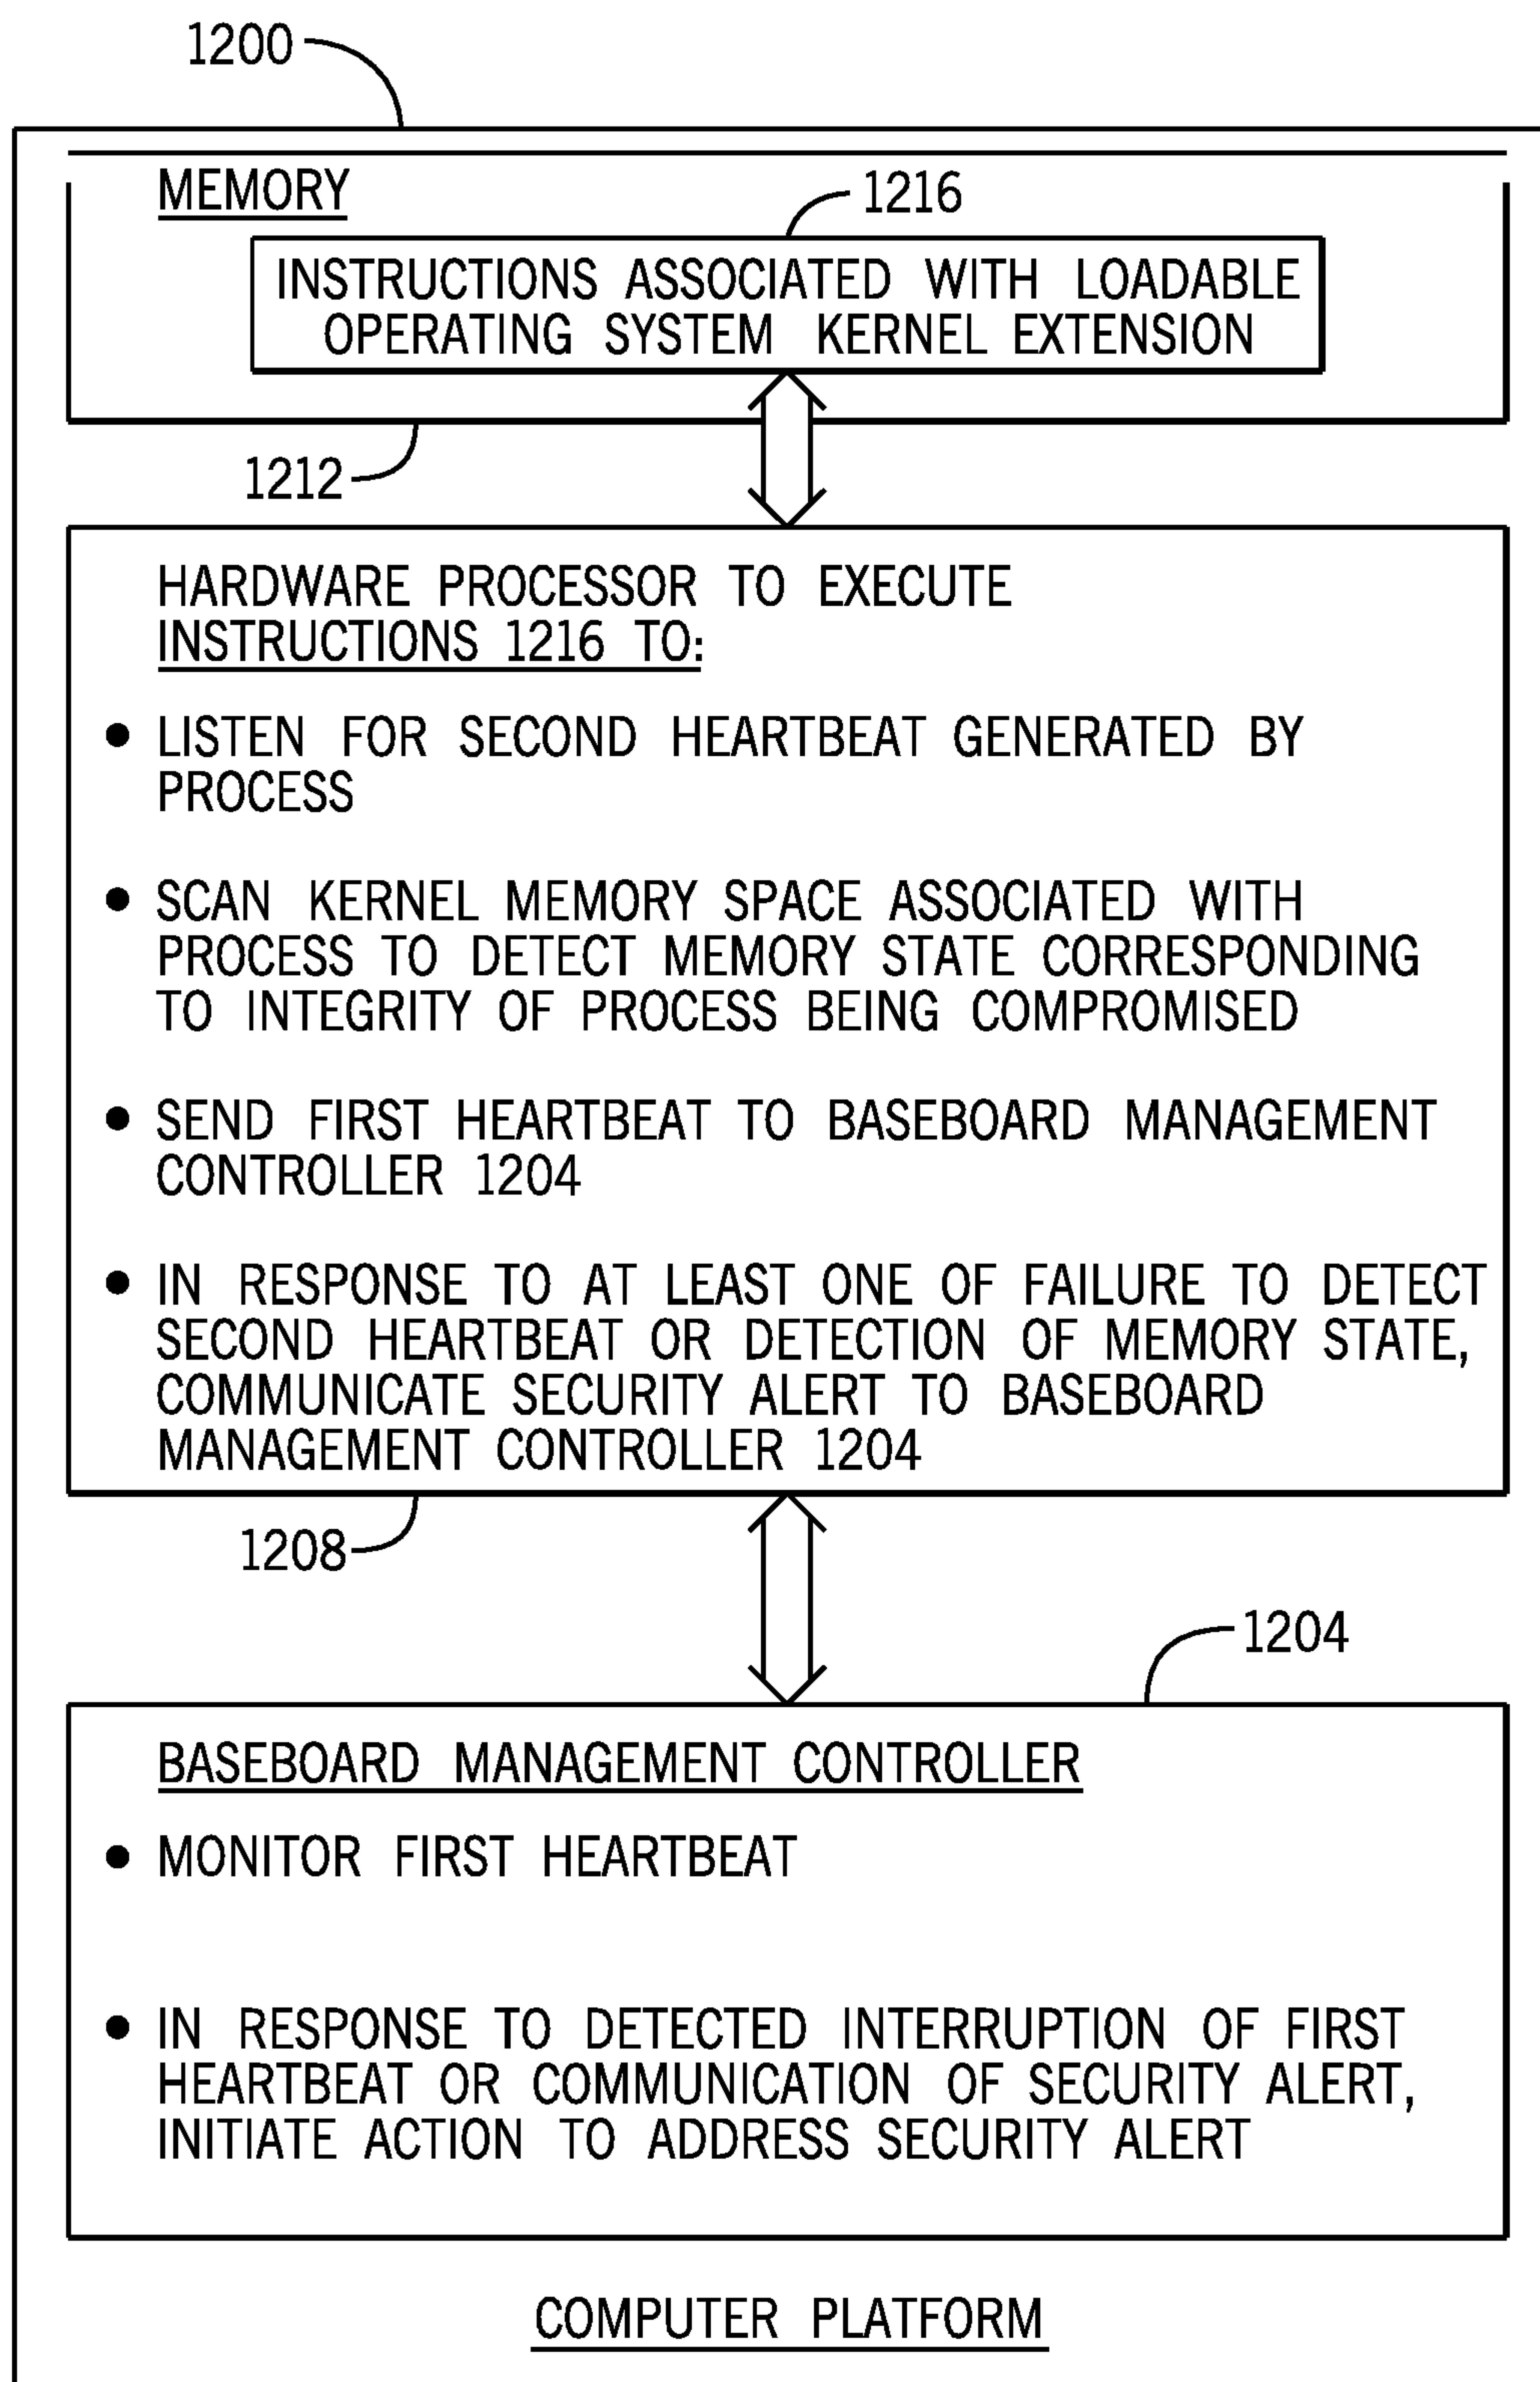 1200
MEMORY
1216
INSTRUCTIONS ASSOCIATED WITH LOADABLE
OPERATING SYSTEM KERNEL EXTENSION
1212
HARDWARE PROCESSOR TO EXECUTE
INSTRUCTIONS 1216 TO:
● LISTEN FOR SECOND HEARTBEAT GENERATED BY
PROCESS
● SCAN KERNEL MEMORY SPACE ASSOCIATED WITH
PROCESS TO DETECT MEMORY STATE CORRESPONDING
TO INTEGRITY OF PROCESS BEING COMPROMISED
● SEND FIRST HEARTBEAT TO BASEBOARD MANAGEMENT
CONTROLLER 1204
● IN RESPONSE TO AT LEAST ONE OF FAILURE TO DETECT
SECOND HEARTBEAT OR DETECTION OF MEMORY STATE,
COMMUNICATE SECURITY ALERT TO BASEBOARD
MANAGEMENT CONTROLLER 1204
1208
1204
BASEBOARD MANAGEMENT CONTROLLER
● MONITOR FIRST HEARTBEAT
● IN RESPONSE TO DETECTED INTERRUPTION OF FIRST
HEARTBEAT OR COMMUNICATION OF SECURITY ALERT,
INITIATE ACTION TO ADDRESS SECURITY ALERT
COMPUTER PLATFORM